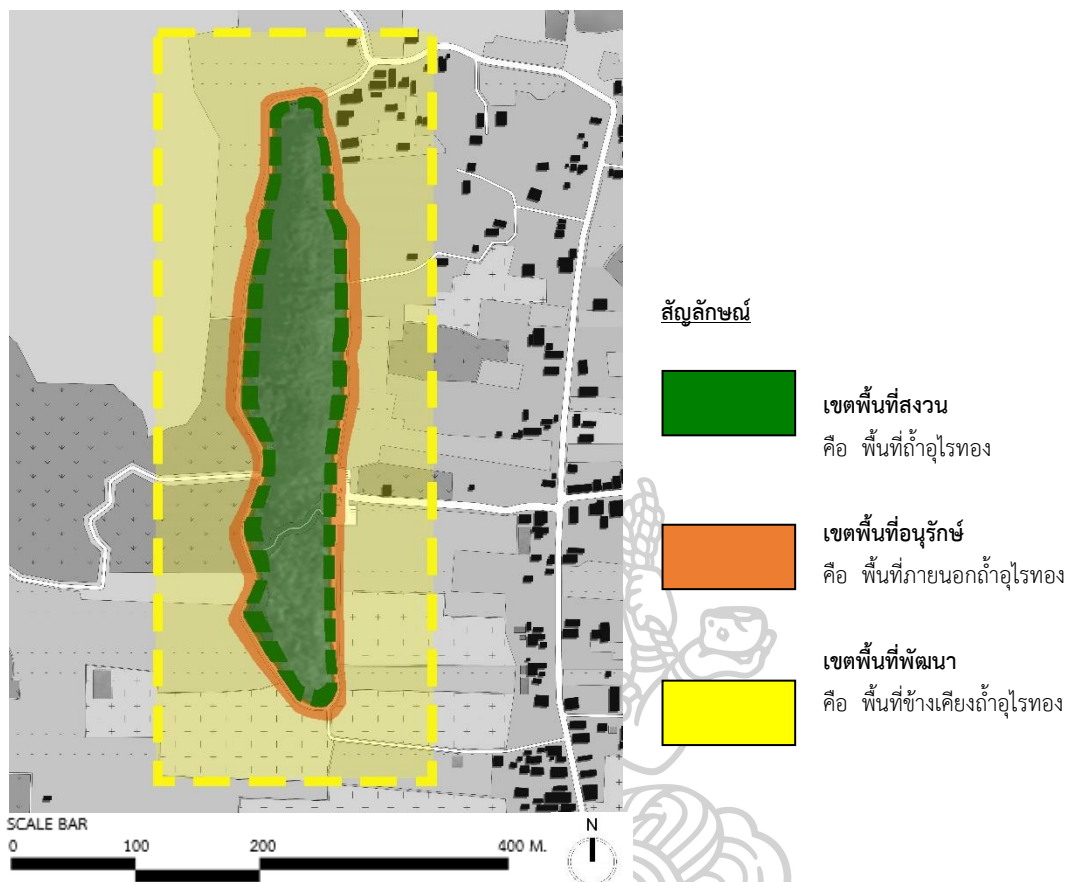 สัญลักษณ์
เขตพื้นที่สงวน
คือ พื้นที่ถ้ำอุไรทอง
เขตพื้นที่อนุรักษ์
คือ พื้นที่ภายนอกถ้ำอุไรทอง
เขตพื้นที่พัฒนา
คือ พื้นที่ข้างเคียงถ้ำอุไรทอง
SCALE BAR
0 100 200 400 M.
N